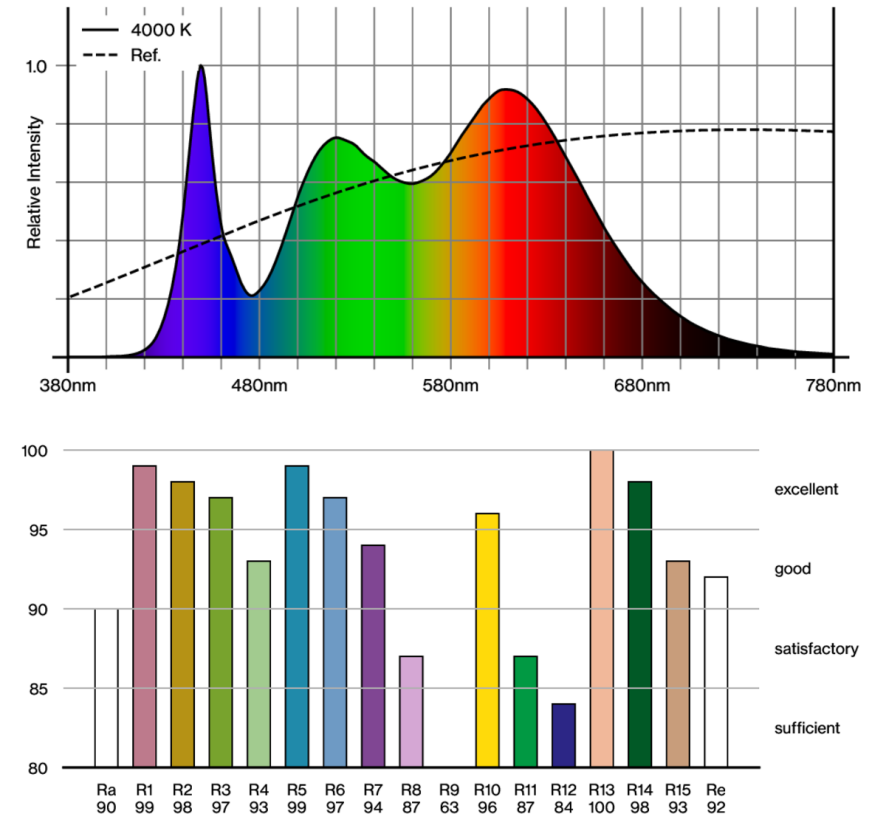 4000 K
Ref.
1.0
Relative Intensity
380nm 480nm 580nm 680nm 780nm
100
excellent
95
good
90
satisfactory
85
sufficient
80
Ra R1 R2 R3 R4 R5 R6 R7 R8 R9 R10 R11 R12 R13 R14 R15 Re
90 99 98 97 93 99 97 94 87 63 96 87 84 100 98 93 92